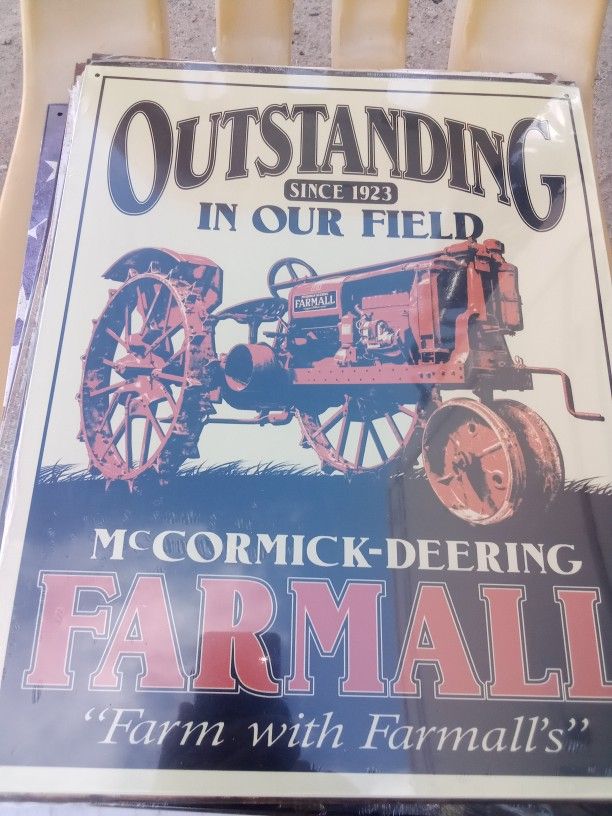 OUTSTANDING
SINCE 1923
IN OUR FIELD
FARMALL
McCORMICK-DEERING
FARMALL
"Farm with Farmall's"